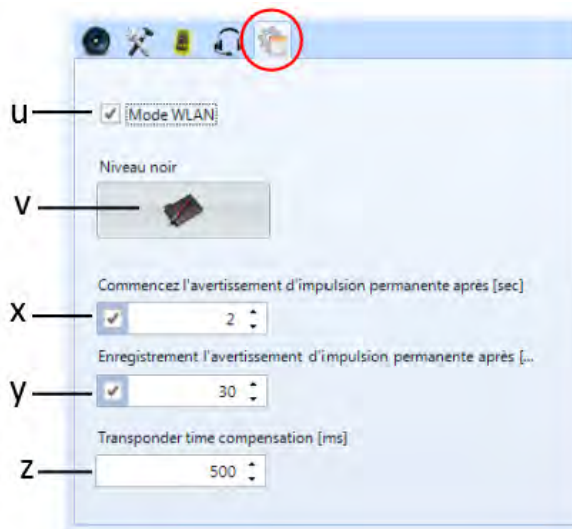 u
Mode WLAN
Niveau noir
v
Commencez l'avertissement d'impulsion permanente après [sec]
x
2
Enregistrement l'avertissement d'impulsion permanente après [...
y
30
Transponder time compensation [ms]
z
500